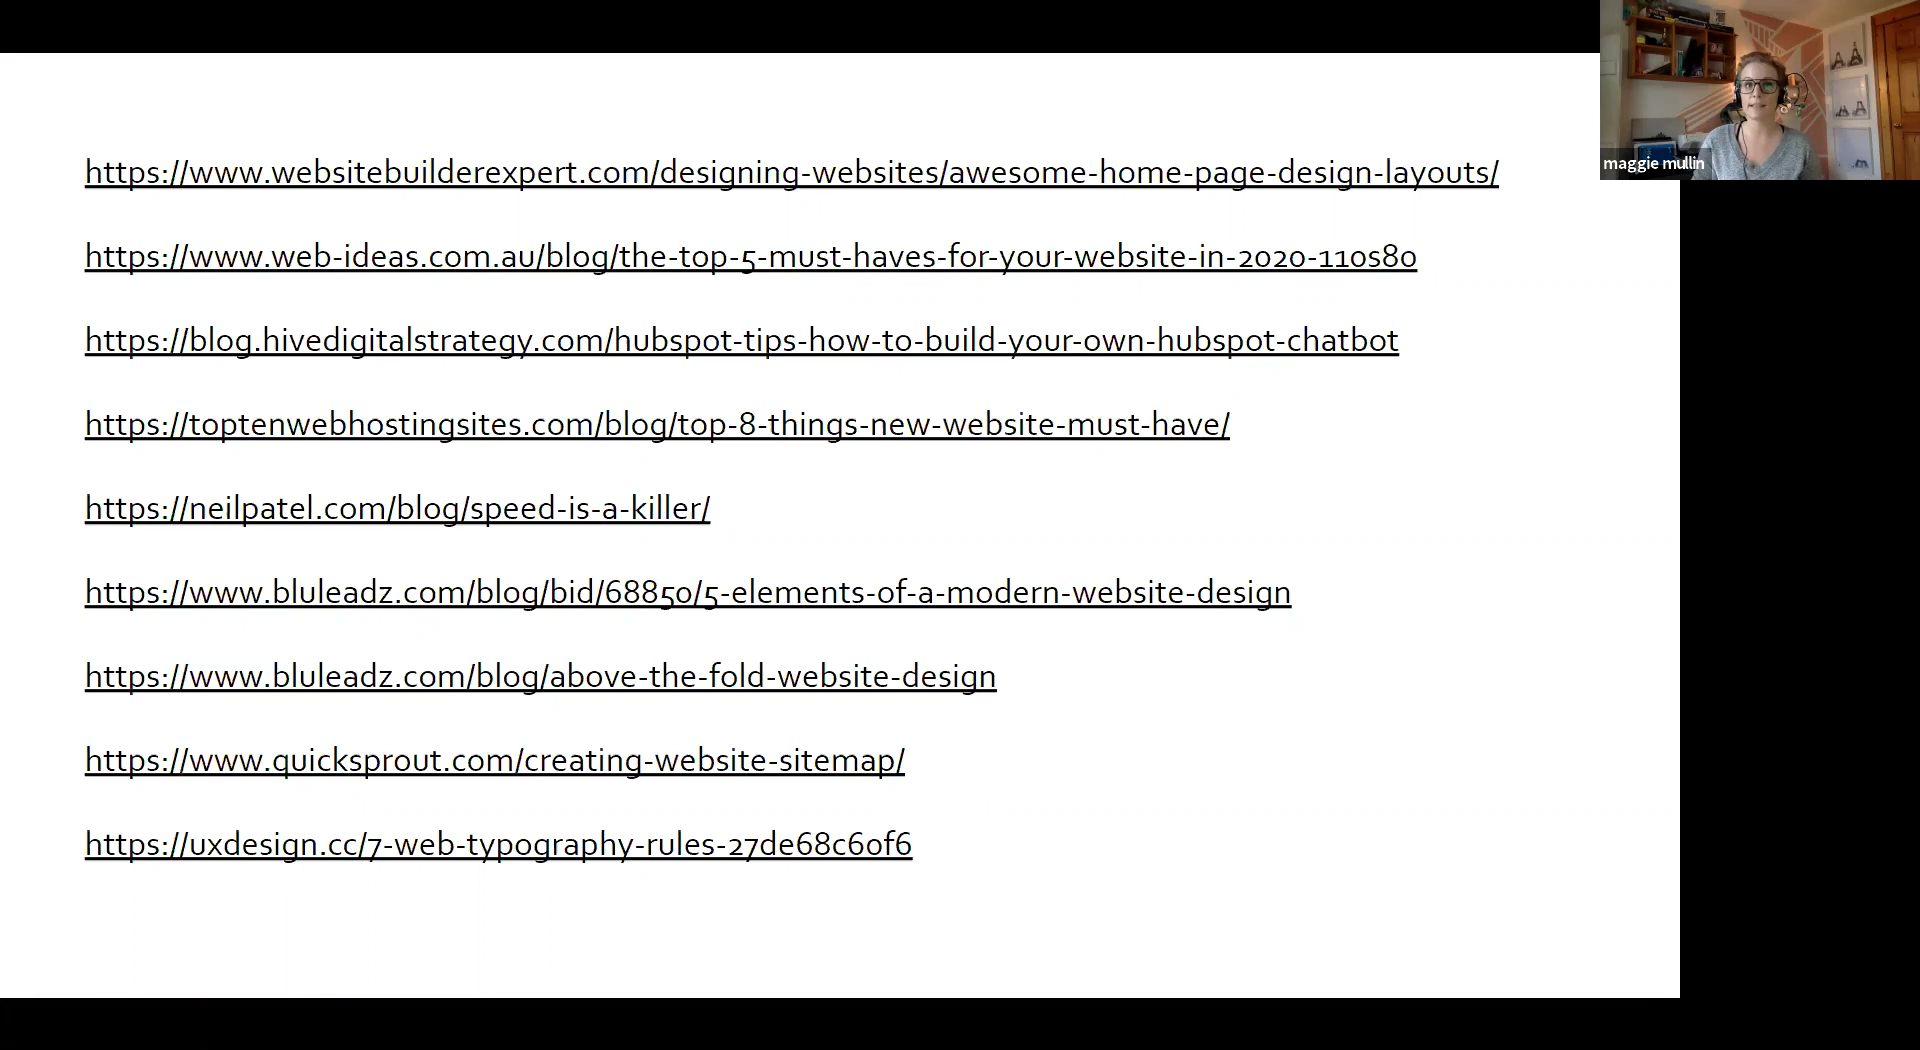 https://www.websitebuilderexpert.com/designing-websites/awesome-home-page-design-layouts/
maggie mullin
https://www.web-ideas.com.au/blog/the-top-5-must-haves-for-your-website-in-2020-110s80
https://blog.hivedigitalstrategy.com/hubspot-tips-how-to-build-your-own-hubspot-chatbot
https://toptenwebhostingsites.com/blog/top-8-things-new-website-must-have/
https://neilpatel.com/blog/speed-is-a-killer/
https://www.bluleadz.com/blog/bid/68850/5-elements-of-a-modern-website-design
https://www.bluleadz.com/blog/above-the-fold-website-design
https://www.quicksprout.com/creating-website-sitemap/
https://uxdesign.cc/7-web-typography-rules-27de68c60f6